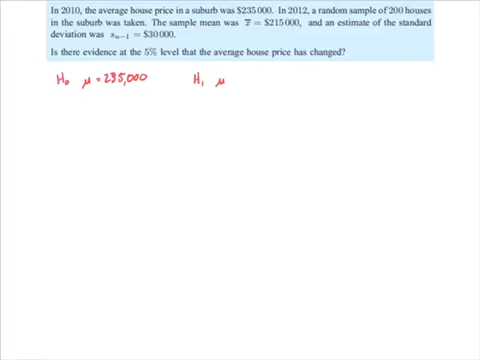 In 2010, the average house price in a suburb was $235 000. In 2012, a random sample of 200 houses
in the suburb was taken. The sample mean was x̅ = $215 000, and an estimate of the standard
deviation was sₙ₋₁ = $30 000.
Is there evidence at the 5% level that the average house price has changed?
H₀ μ = 235,000 H₁ μ